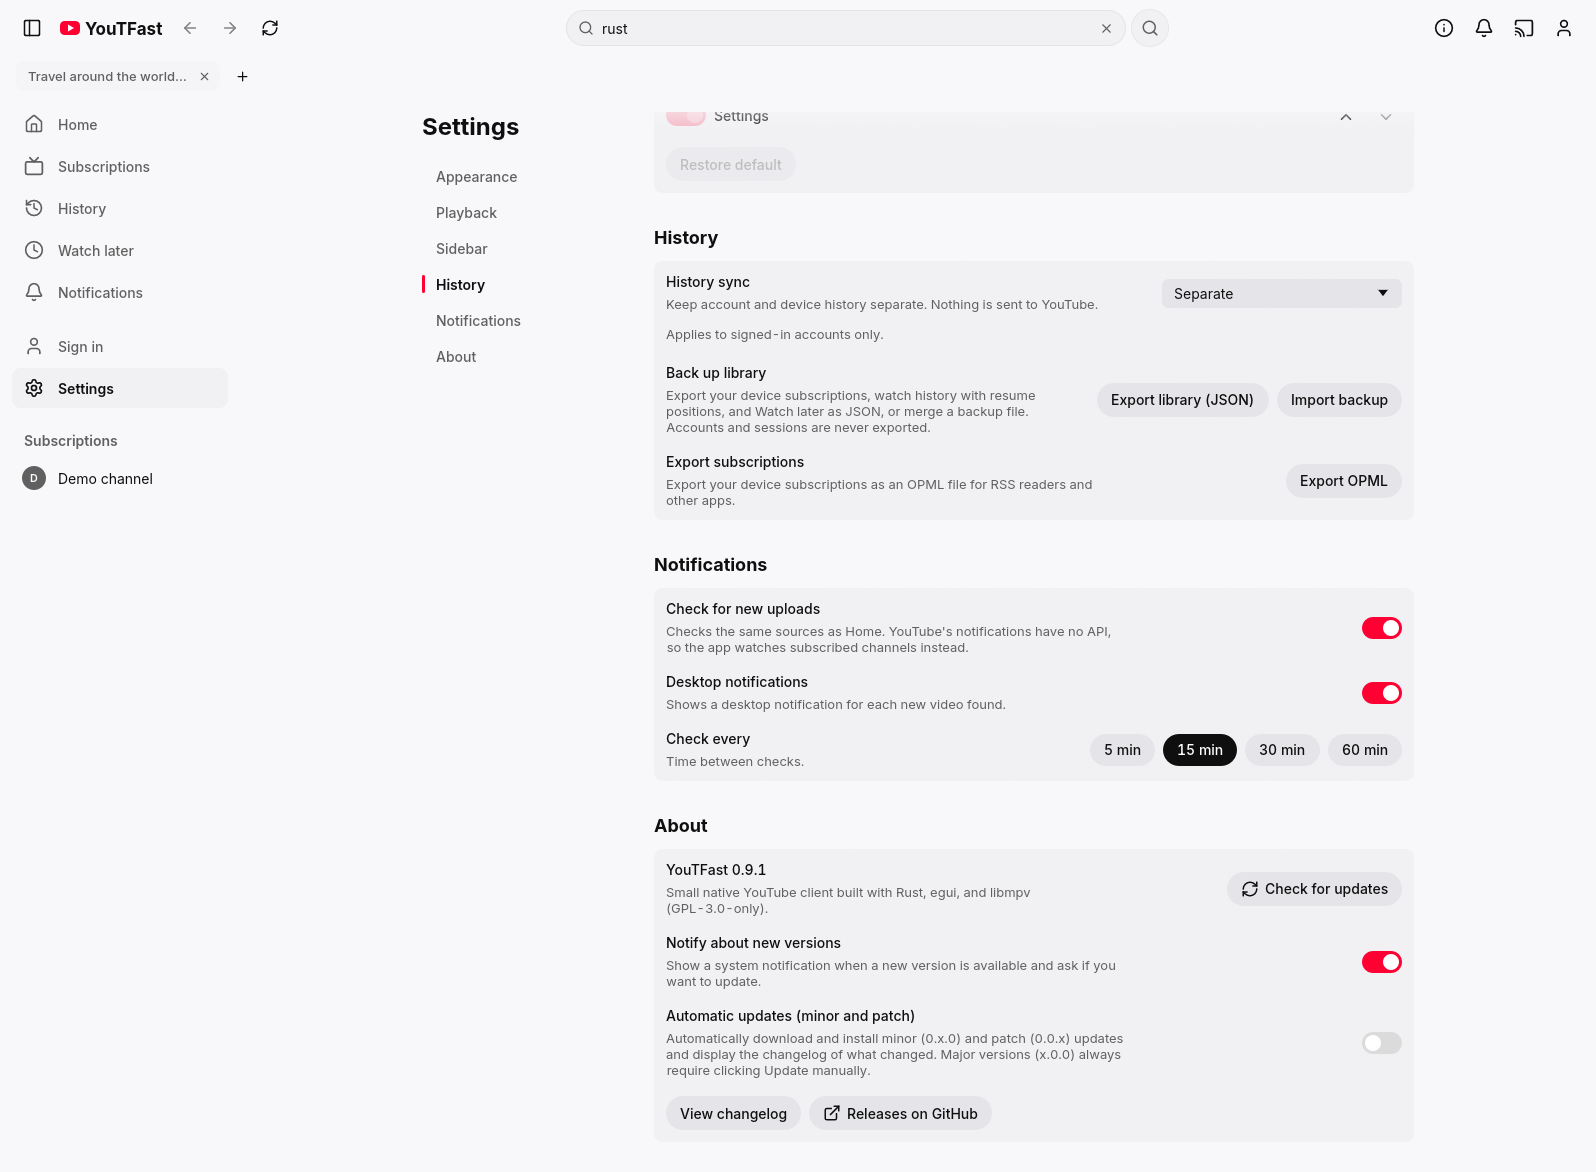 YouTFast
rust
Travel around the world...
Home
Subscriptions
History
Watch later
Notifications
Sign in
Settings
Subscriptions
D
Demo channel
Settings
Appearance
Playback
Sidebar
History
Notifications
About
Settings
Restore default
History
History sync
Keep account and device history separate. Nothing is sent to YouTube.
Applies to signed-in accounts only.
Separate
Back up library
Export your device subscriptions, watch history with resume
positions, and Watch later as JSON, or merge a backup file.
Accounts and sessions are never exported.
Export library (JSON)
Import backup
Export subscriptions
Export your device subscriptions as an OPML file for RSS readers and
other apps.
Export OPML
Notifications
Check for new uploads
Checks the same sources as Home. YouTube's notifications have no API,
so the app watches subscribed channels instead.
Desktop notifications
Shows a desktop notification for each new video found.
Check every
Time between checks.
5 min
15 min
30 min
60 min
About
YouTFast 0.9.1
Small native YouTube client built with Rust, egui, and libmpv
(GPL-3.0-only).
Check for updates
Notify about new versions
Show a system notification when a new version is available and ask if you
want to update.
Automatic updates (minor and patch)
Automatically download and install minor (0.x.0) and patch (0.0.x) updates
and display the changelog of what changed. Major versions (x.0.0) always
require clicking Update manually.
View changelog
Releases on GitHub